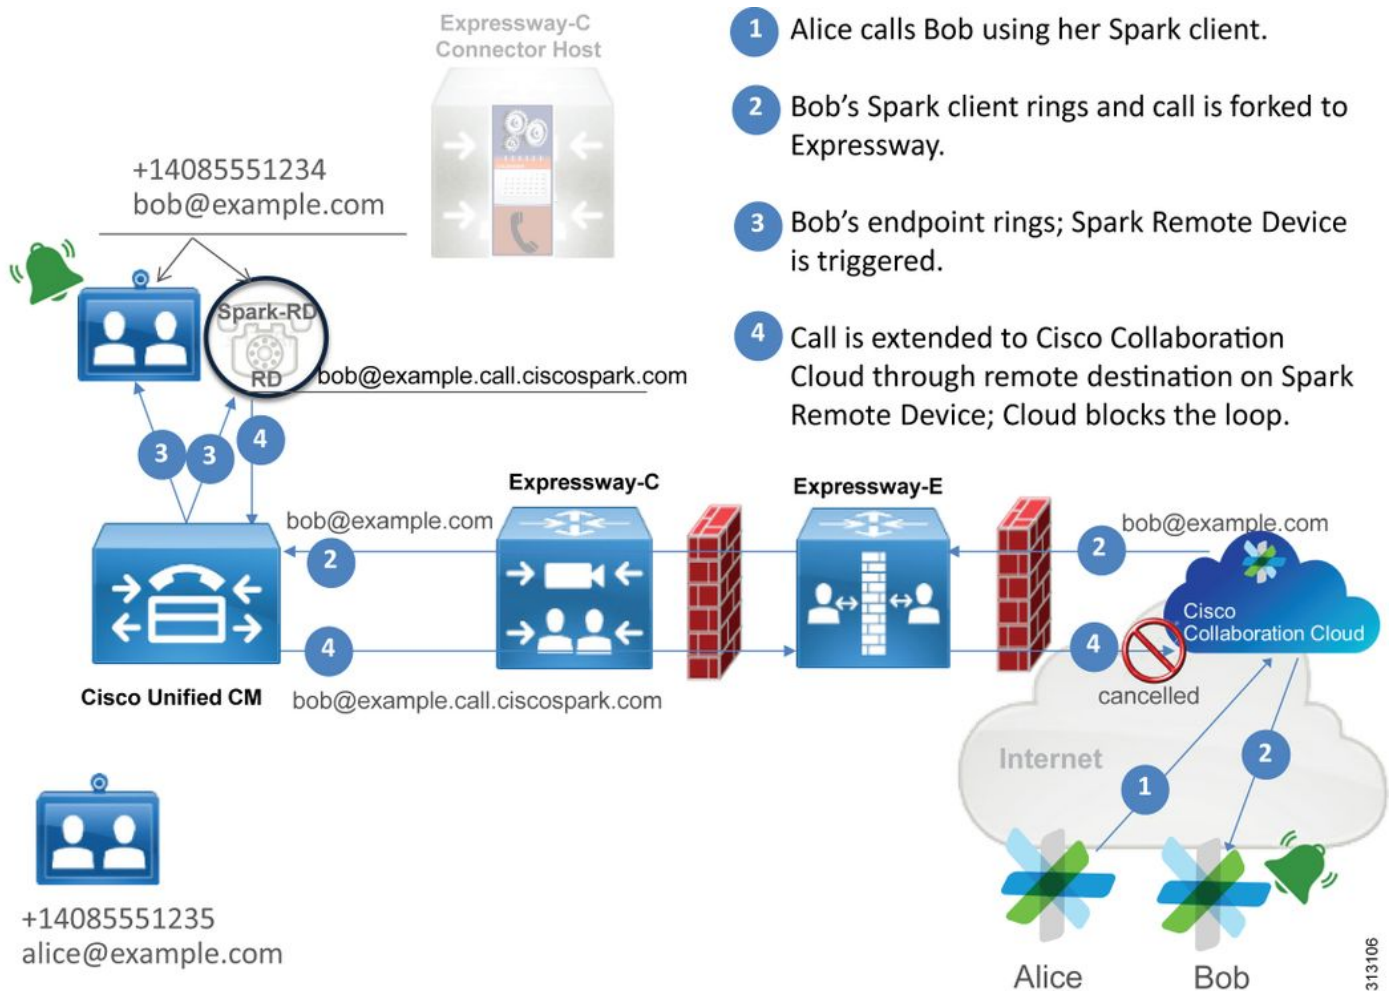 Expressway-C
Connector Host
1 Alice calls Bob using her Spark client.
2 Bob's Spark client rings and call is forked to
Expressway.
3 Bob's endpoint rings; Spark Remote Device
is triggered.
4 Call is extended to Cisco Collaboration
Cloud through remote destination on Spark
Remote Device; Cloud blocks the loop.
+14085551234
bob@example.com
Spark-RD
RD
bob@example.call.ciscospark.com
3
3
4
Expressway-C
Expressway-E
bob@example.com
bob@example.com
2
2
Cisco
Collaboration Cloud
4
4
cancelled
Cisco Unified CM
bob@example.call.ciscospark.com
Internet
1
2
+14085551235
alice@example.com
Alice
Bob
313106